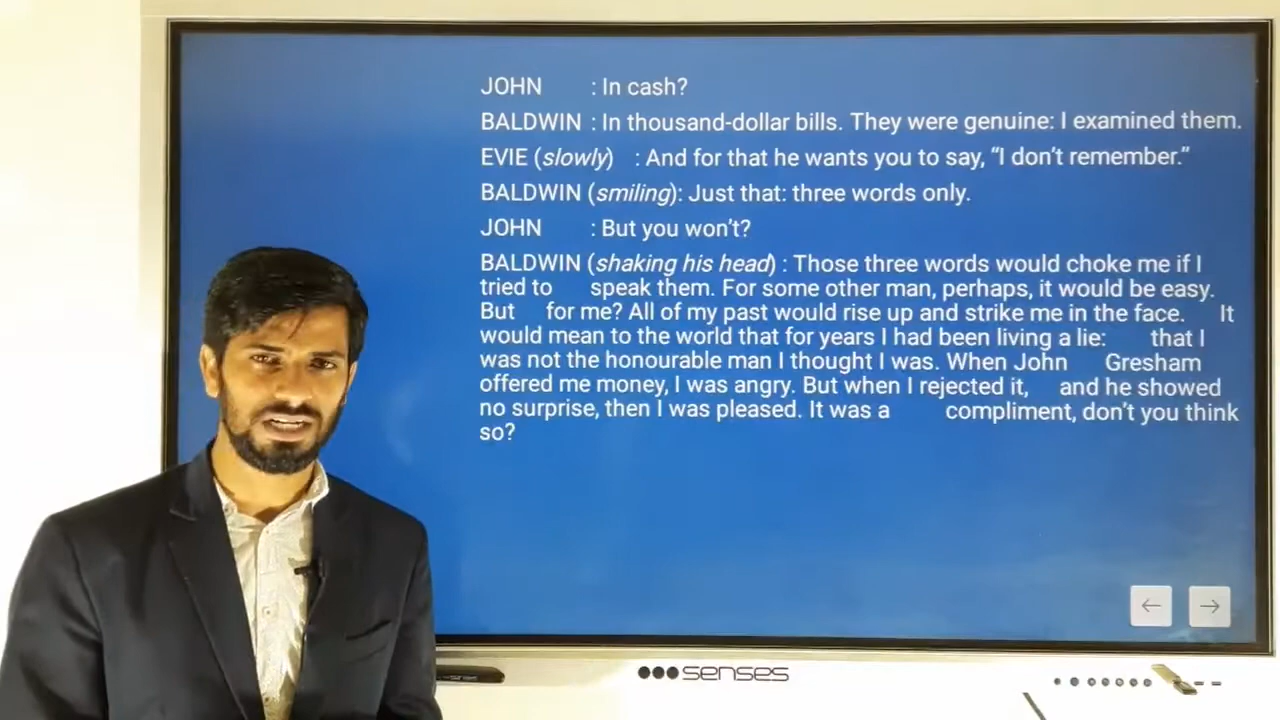 JOHN : In cash?
BALDWIN : In thousand-dollar bills. They were genuine: I examined them.
EVIE (slowly) : And for that he wants you to say, “I don’t remember.”
BALDWIN (smiling): Just that: three words only.
JOHN : But you won’t?
BALDWIN (shaking his head) : Those three words would choke me if I
tried to speak them. For some other man, perhaps, it would be easy.
But for me? All of my past would rise up and strike me in the face. It
would mean to the world that for years I had been living a lie: that I
was not the honourable man I thought I was. When John Gresham
offered me money, I was angry. But when I rejected it, and he showed
no surprise, then I was pleased. It was a compliment, don’t you think
so?
senses